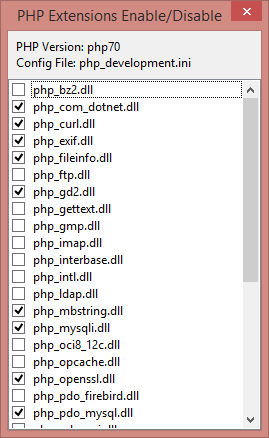 PHP Extensions Enable/Disable
PHP Version: php70
Config File: php_development.ini
php_bz2.dll
php_com_dotnet.dll
php_curl.dll
php_exif.dll
php_fileinfo.dll
php_ftp.dll
php_gd2.dll
php_gettext.dll
php_gmp.dll
php_imap.dll
php_interbase.dll
php_intl.dll
php_ldap.dll
php_mbstring.dll
php_mysqli.dll
php_oci8_12c.dll
php_opcache.dll
php_openssl.dll
php_pdo_firebird.dll
php_pdo_mysql.dll